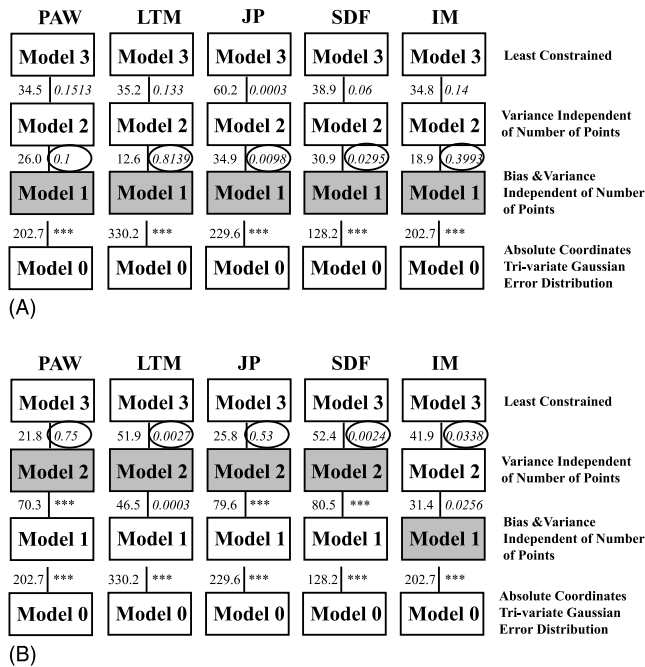 PAW LTM JP SDF IM
Model 3 Model 3 Model 3 Model 3 Model 3 Least Constrained
34.5 0.1513 35.2 0.133 60.2 0.0003 38.9 0.06 34.8 0.14
Model 2 Model 2 Model 2 Model 2 Model 2 Variance Independent
of Number of Points
26.0 0.1 12.6 0.8139 34.9 0.0098 30.9 0.0295 18.9 0.3993
Model 1 Model 1 Model 1 Model 1 Model 1 Bias &Variance
Independent of Number
of Points
202.7 *** 330.2 *** 229.6 *** 128.2 *** 202.7 ***
Model 0 Model 0 Model 0 Model 0 Model 0 Absolute Coordinates
Tri-variate Gaussian
Error Distribution
(A)
PAW LTM JP SDF IM
Model 3 Model 3 Model 3 Model 3 Model 3 Least Constrained
21.8 0.75 51.9 0.0027 25.8 0.53 52.4 0.0024 41.9 0.0338
Model 2 Model 2 Model 2 Model 2 Model 2 Variance Independent
of Number of Points
70.3 *** 46.5 0.0003 79.6 *** 80.5 *** 31.4 0.0256
Model 1 Model 1 Model 1 Model 1 Model 1 Bias &Variance
Independent of Number
of Points
202.7 *** 330.2 *** 229.6 *** 128.2 *** 202.7 ***
Model 0 Model 0 Model 0 Model 0 Model 0 Absolute Coordinates
Tri-variate Gaussian
Error Distribution
(B)